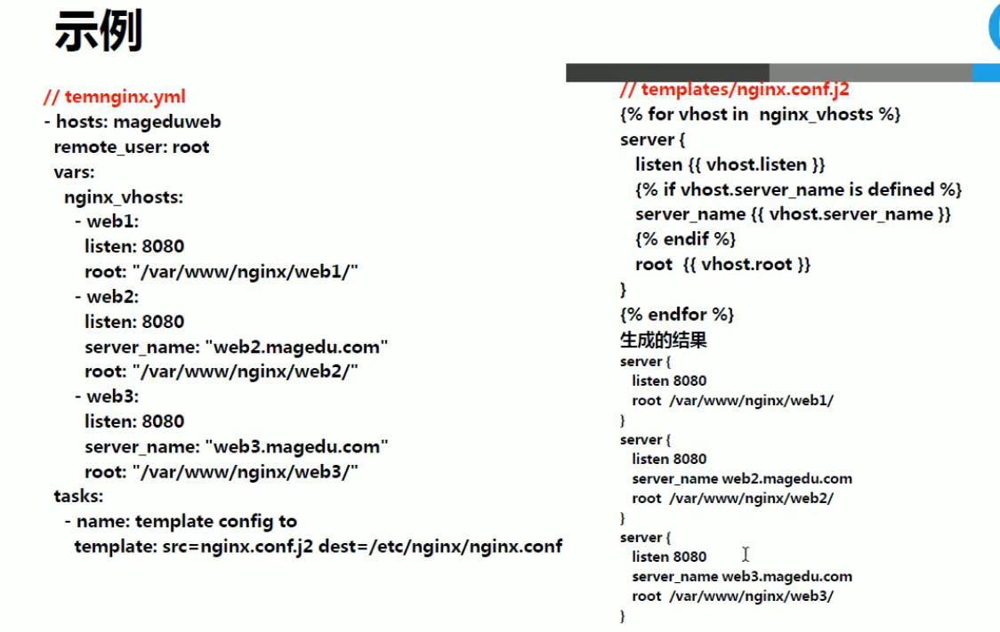 示例
// temnginx.yml
- hosts: mageduweb
remote_user: root
vars:
nginx_vhosts:
- web1:
listen: 8080
root: "/var/www/nginx/web1/"
- web2:
listen: 8080
server_name: "web2.magedu.com"
root: "/var/www/nginx/web2/"
- web3:
listen: 8080
server_name: "web3.magedu.com"
root: "/var/www/nginx/web3/"
tasks:
- name: template config to
template: src=nginx.conf.j2 dest=/etc/nginx/nginx.conf
// templates/nginx.conf.j2
{% for vhost in nginx_vhosts %}
server {
listen {{ vhost.listen }}
{% if vhost.server_name is defined %}
server_name {{ vhost.server_name }}
{% endif %}
root {{ vhost.root }}
}
{% endfor %}
生成的结果
server {
listen 8080
root /var/www/nginx/web1/
}
server {
listen 8080
server_name web2.magedu.com
root /var/www/nginx/web2/
}
server {
listen 8080
server_name web3.magedu.com
root /var/www/nginx/web3/
}